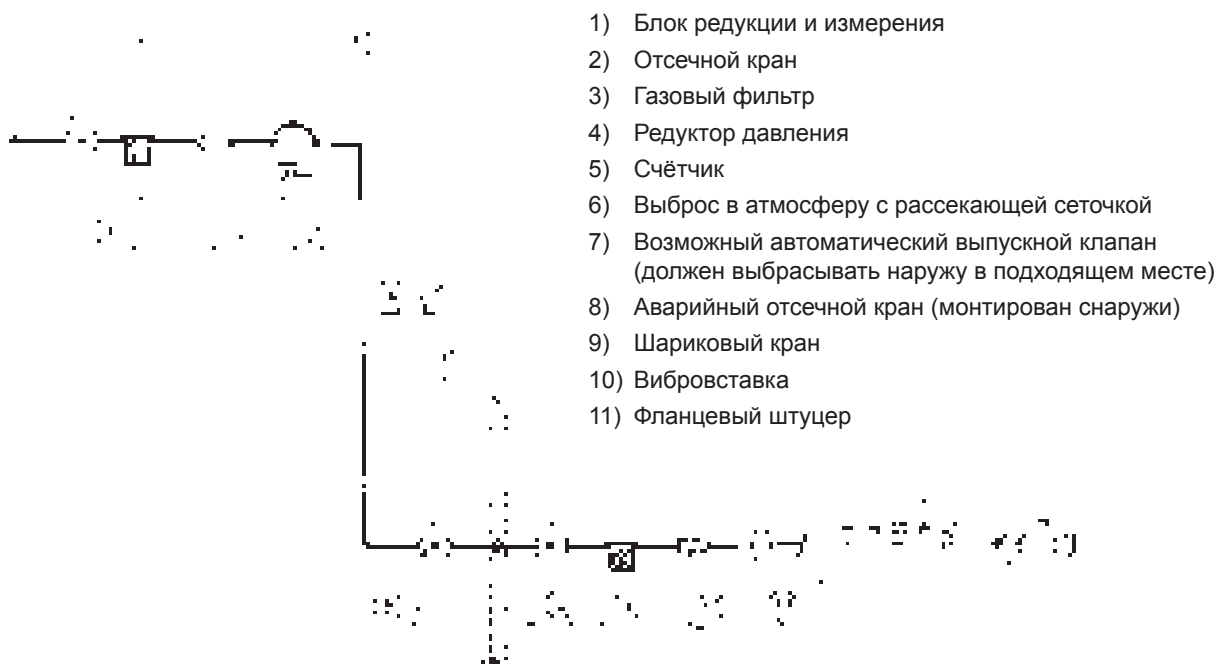 1) Блок редукции и измерения
2) Отсечной кран
3) Газовый фильтр
4) Редуктор давления
5) Счётчик
6) Выброс в атмосферу с рассекающей сеточкой
7) Возможный автоматический выпускной клапан
(должен выбрасывать наружу в подходящем месте)
8) Аварийный отсечной кран (монтирован снаружи)
9) Шариковый кран
10) Вибровставка
11) Фланцевый штуцер